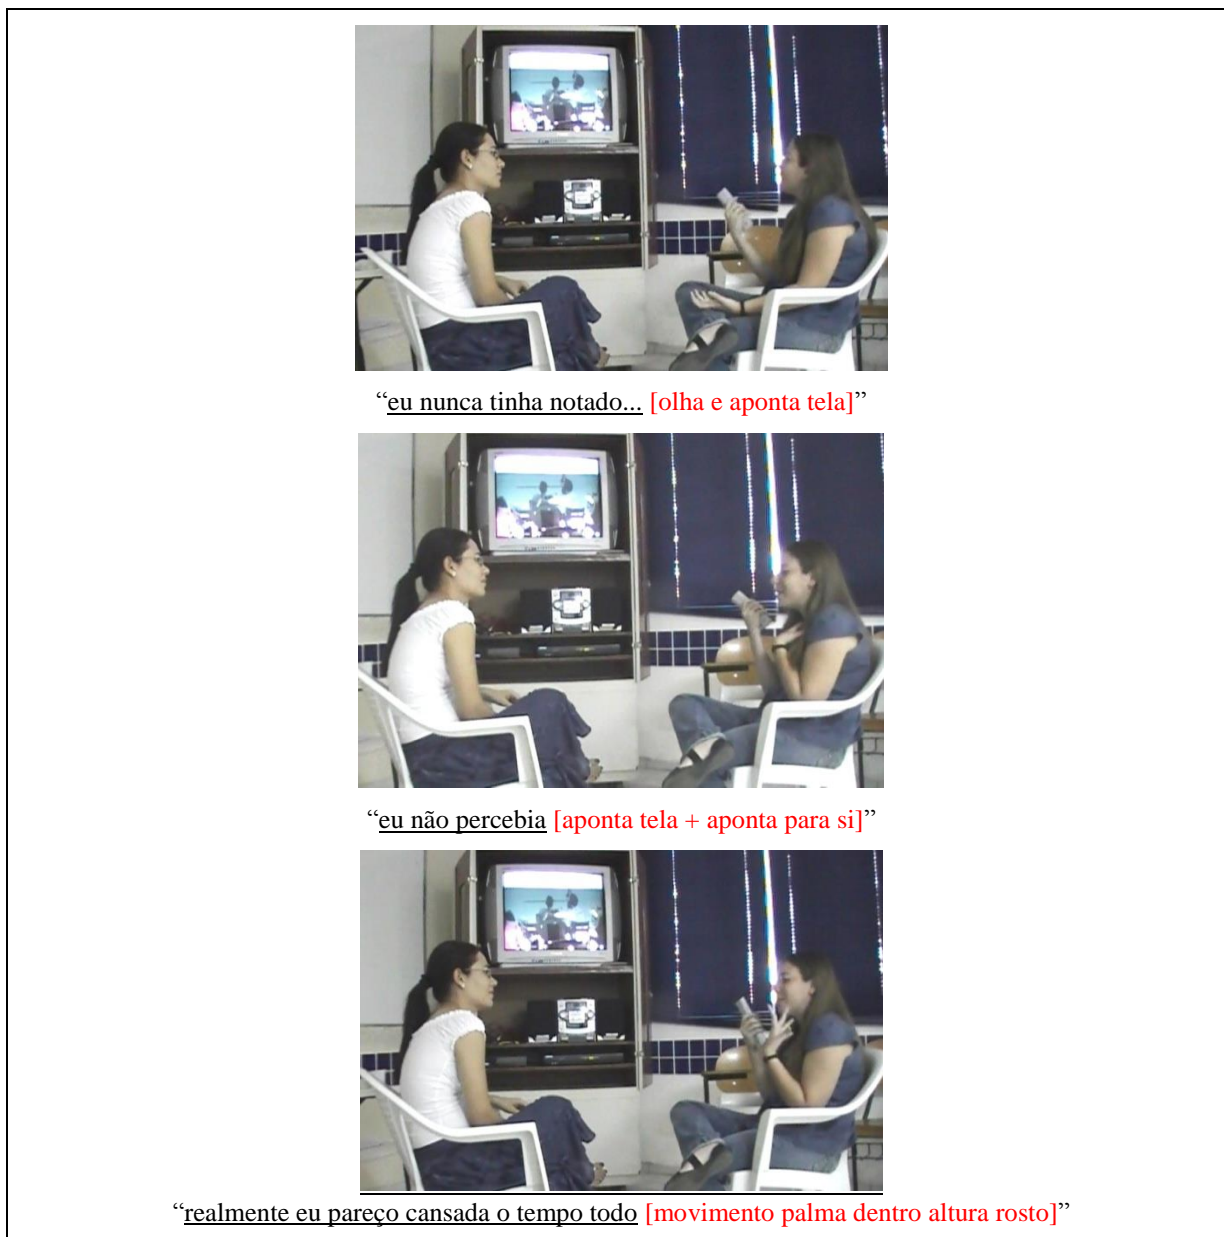 “eu nunca tinha notado... [olha e aponta tela]”
“eu não percebia [aponta tela + aponta para si]”
“realmente eu pareço cansada o tempo todo [movimento palma dentro altura rosto]”